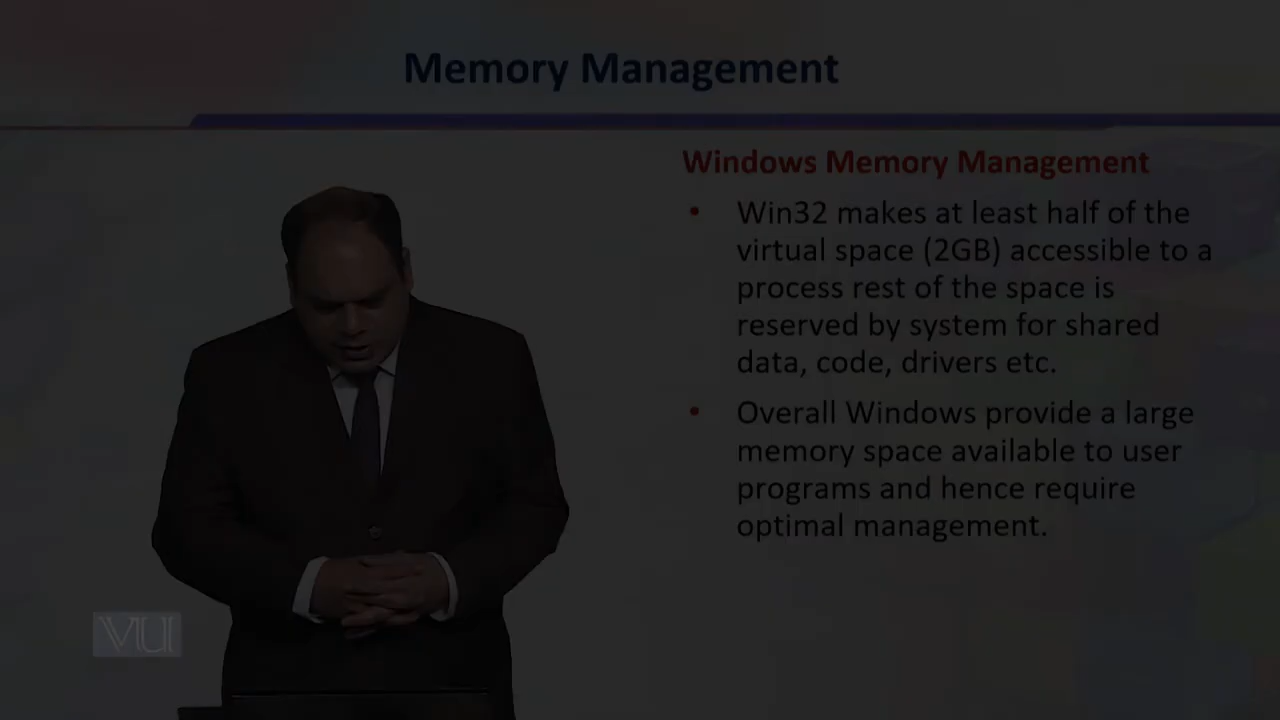 Memory Management
Windows Memory Management
• Win32 makes at least half of the
virtual space (2GB) accessible to a
process rest of the space is
reserved by system for shared
data, code, drivers etc.
• Overall Windows provide a large
memory space available to user
programs and hence require
optimal management.
VU